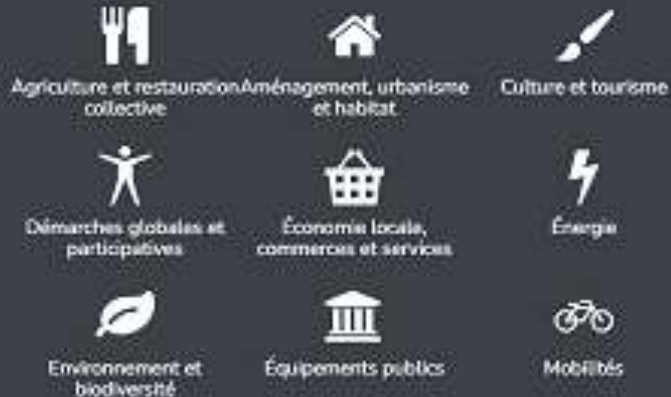 Agriculture et restauration
collective
Aménagement, urbanisme
et habitat
Culture et tourisme
Démarches globales et
participatives
Économie locale,
commerces et services
Énergie
Environnement et
biodiversité
Équipements publics
Mobilités